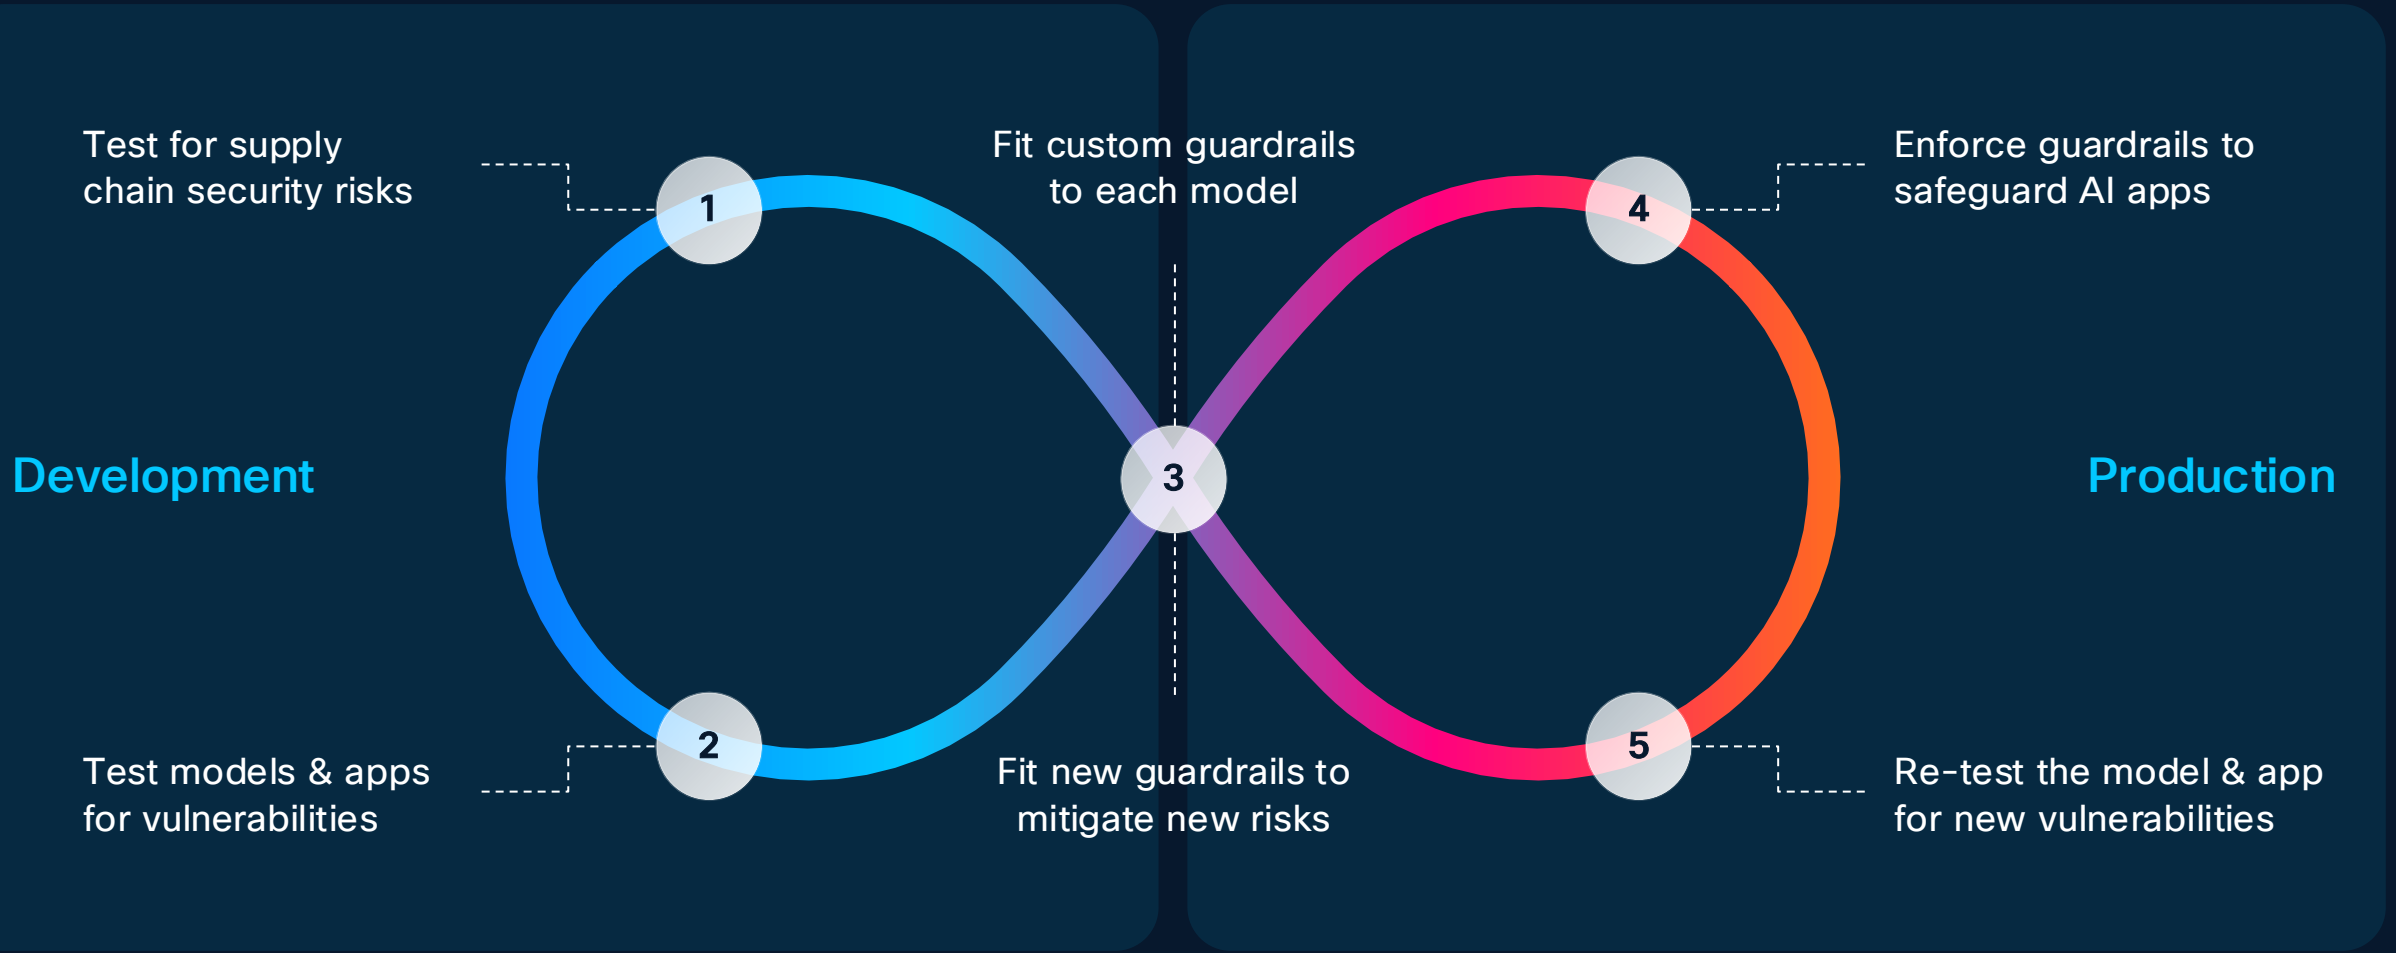 Development
Test for supply
chain security risks
1
Test models & apps
for vulnerabilities
2
Fit custom guardrails
to each model
3
Fit new guardrails to
mitigate new risks
Production
4
Enforce guardrails to
safeguard AI apps
5
Re-test the model & app
for new vulnerabilities